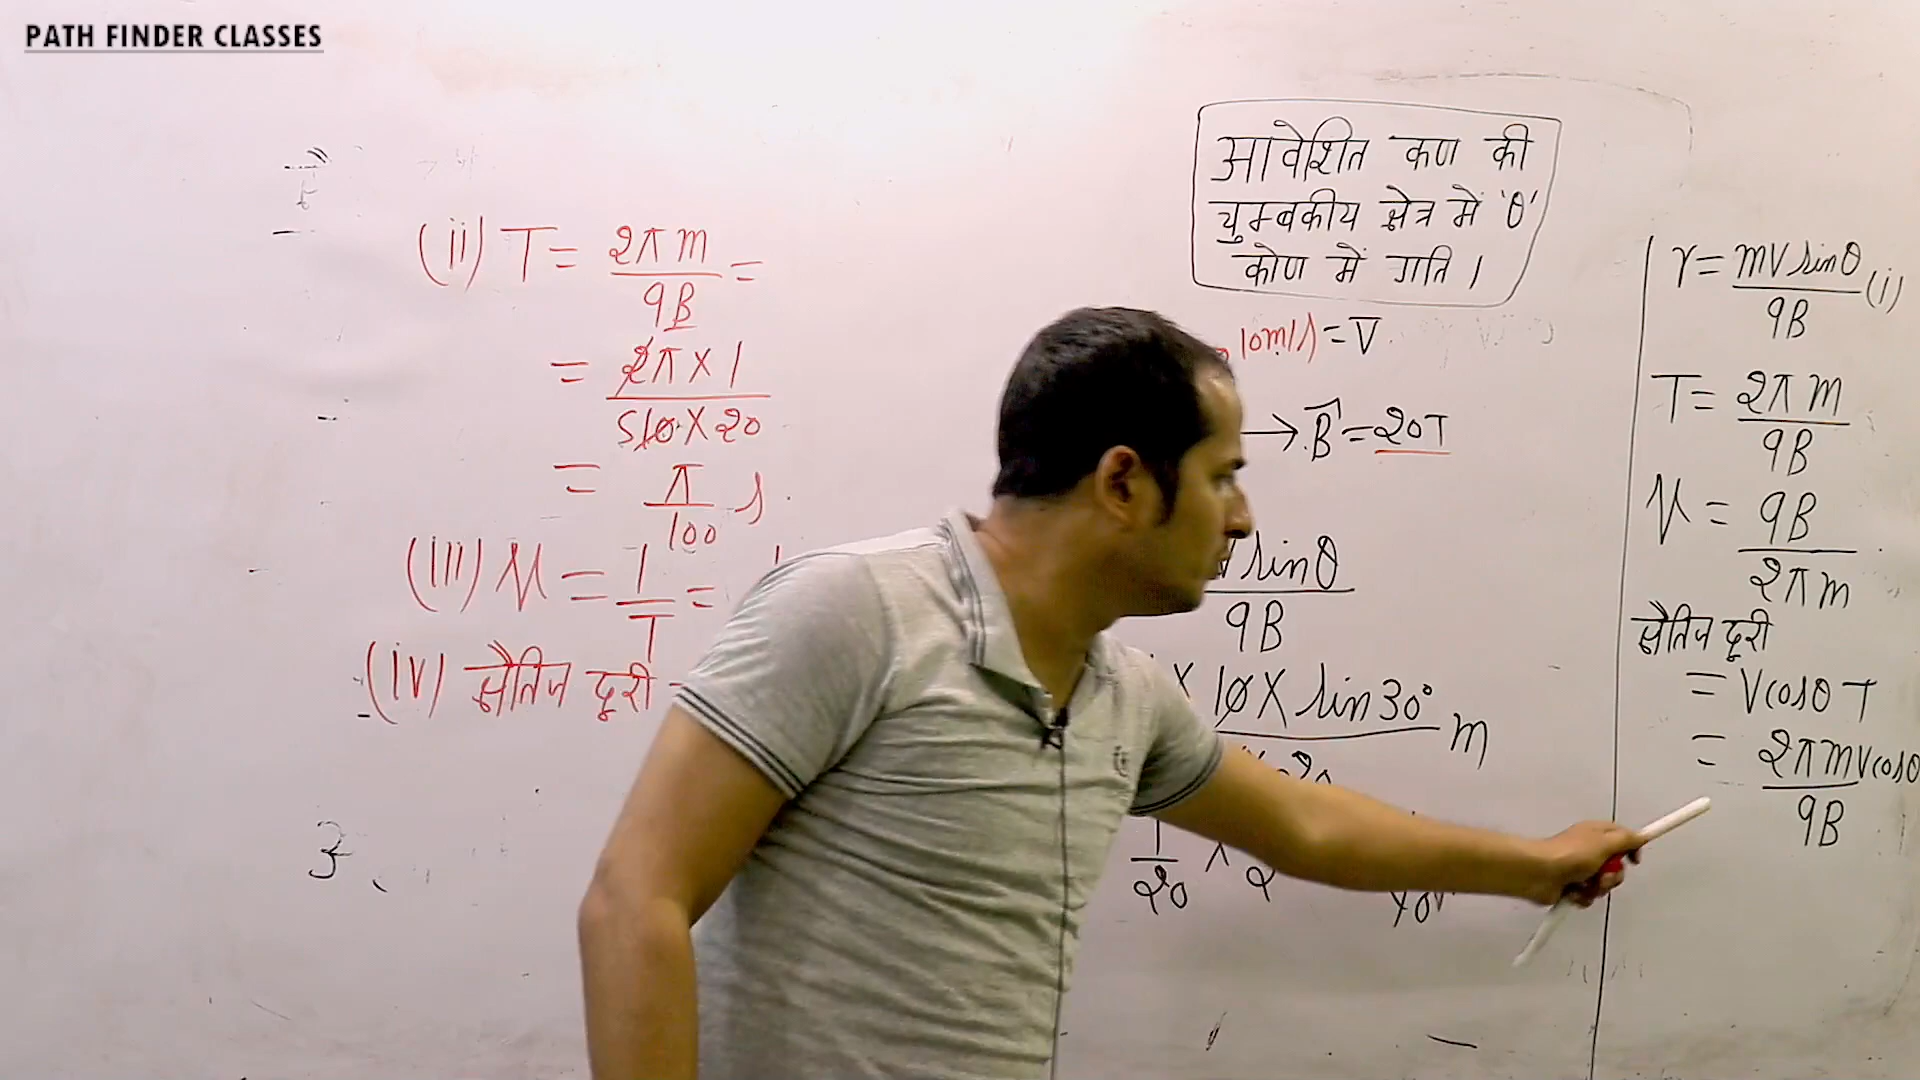 PATH FINDER CLASSES
(ii) T = 2πm / qB =
= 2π × 1 / 510 × 20
= π / 100 s
(iii) ν = 1 / T =
(iv) क्षैतिज दूरी
आवेशित कण की
चुम्बकीय क्षेत्र में 'θ'
कोण में गति ।
10m/s = V
→ B = 20T
sinθ
qB
× 10 × sin30° m
1 / 20 ×
r = mv sinθ / qB (i)
T = 2πm / qB
ν = qB / 2πm
क्षैतिज दूरी
= Vcosθ T
= 2πmvcosθ / qB